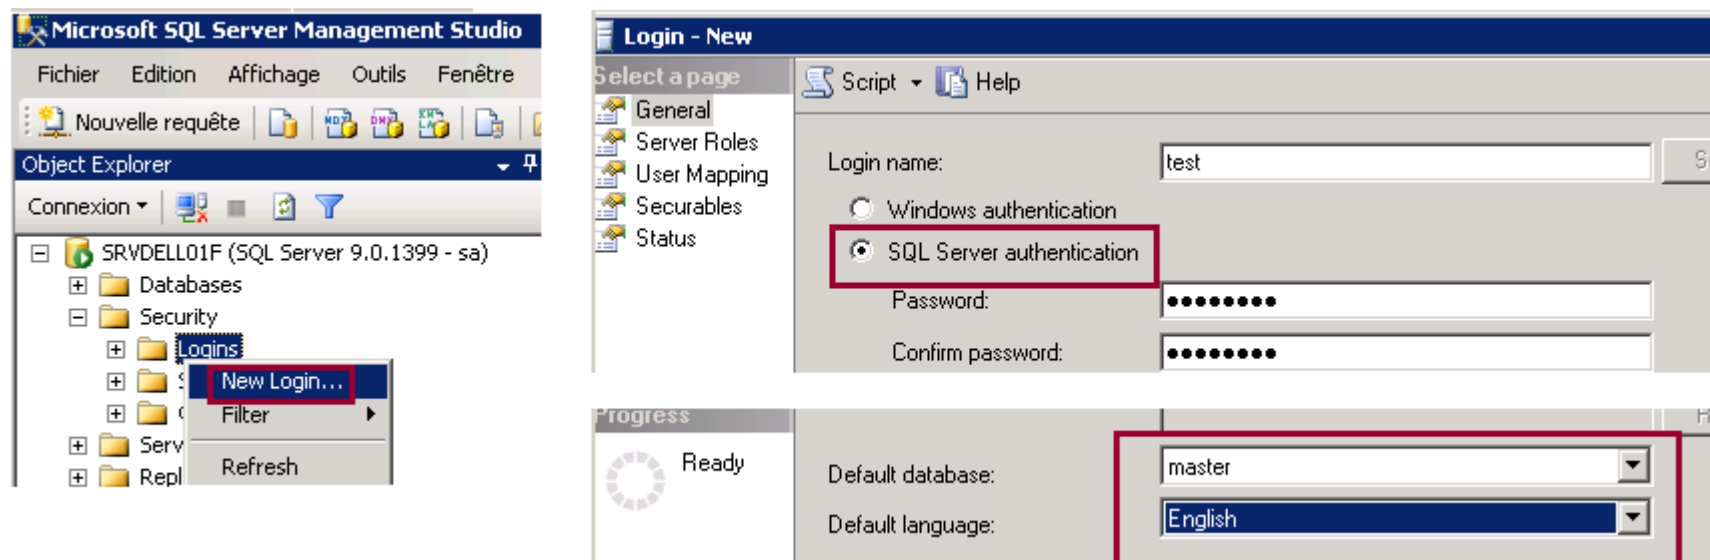 Microsoft SQL Server Management Studio
Fichier Edition Affichage Outils Fenêtre
Nouvelle requête
Object Explorer
Connexion
SRVDELL01F (SQL Server 9.0.1399 - sa)
Databases
Security
Logins
New Login...
Filter
Serv
Refresh
Repl
Login - New
Select a page
Script Help
General
Server Roles
User Mapping
Securables
Status
Login name: test
Windows authentication
SQL Server authentication
Password: ●●●●●●●●
Confirm password: ●●●●●●●●
Progress
Ready
Default database: master
Default language: English